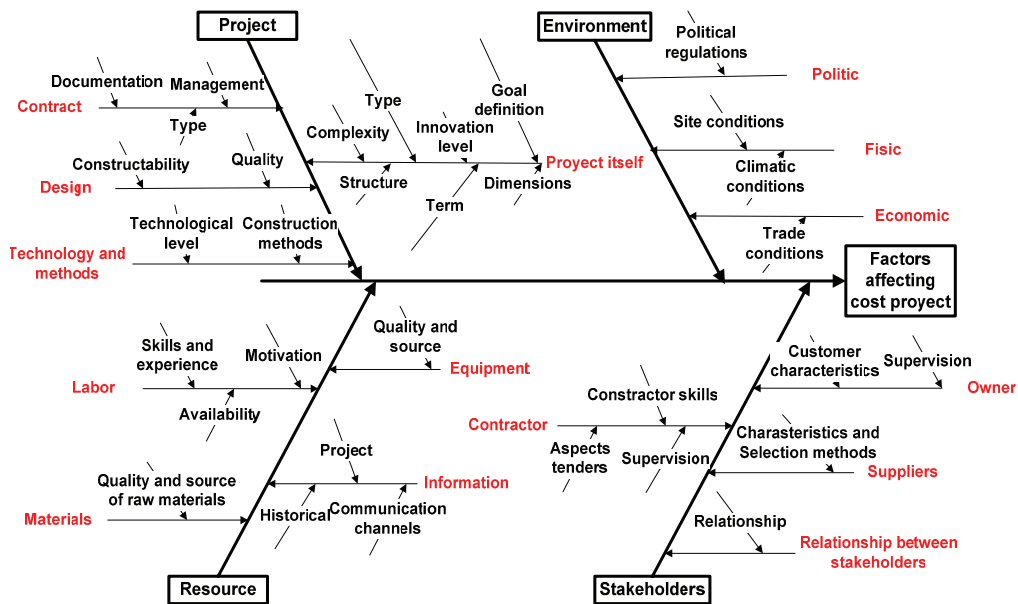 Project
Environment
Documentation
Management
Contract
Type
Constructability
Quality
Design
Technological
level
Construction
methods
Technology and
methods
Type
Goal
definition
Complexity
Innovation
level
Proyect itself
Structure
Dimensions
Term
Political
regulations
Politic
Site conditions
Fisic
Climatic
conditions
Economic
Trade
conditions
Factors
affecting
cost proyect
Skills and
experience
Motivation
Quality and
source
Equipment
Labor
Availability
Project
Quality and source
of raw materials
Information
Materials
Historical
Communication
channels
Resource
Customer
characteristics
Supervision
Owner
Constractor skills
Contractor
Aspects
tenders
Supervision
Charasteristics and
Selection methods
Suppliers
Relationship
Relationship between
stakeholders
Stakeholders